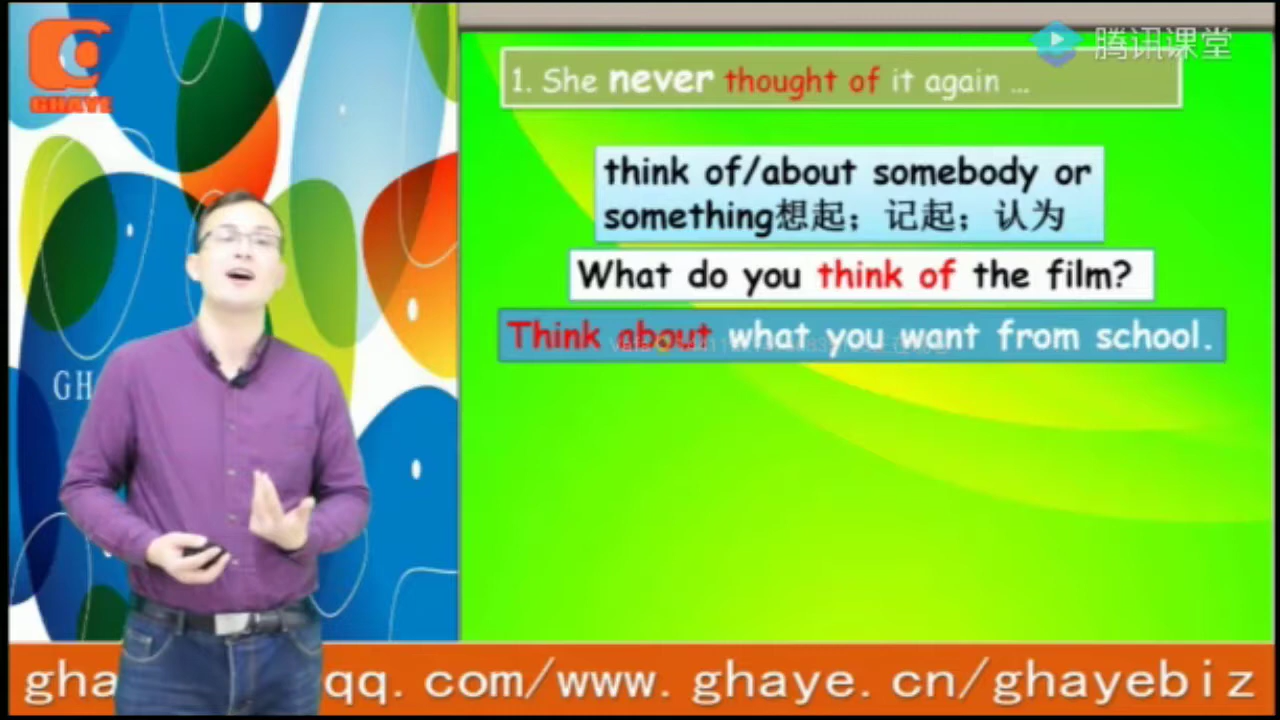 GHAYE
腾讯课堂
1. She never thought of it again ...
think of/about somebody or
something想起；记起；认为
What do you think of the film?
Think about what you want from school.
GH
gha qq. com/www. ghaye. cn/ghayebiz